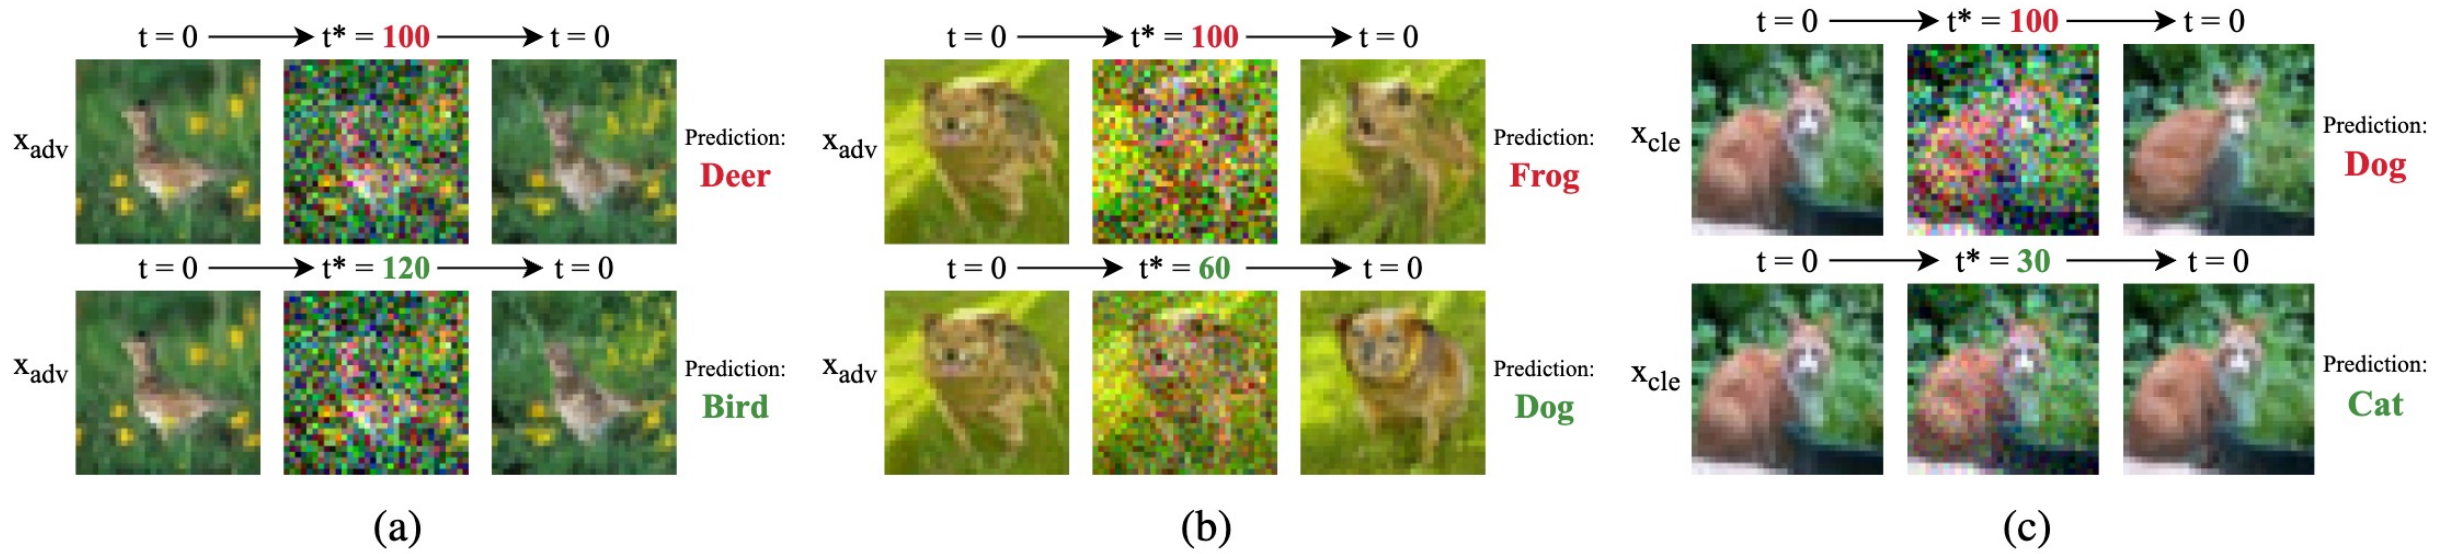 t = 0 → t* = 100 → t = 0
x_adv
Prediction:
Deer
t = 0 → t* = 120 → t = 0
x_adv
Prediction:
Bird
(a)
t = 0 → t* = 100 → t = 0
x_adv
Prediction:
Frog
t = 0 → t* = 60 → t = 0
x_adv
Prediction:
Dog
(b)
t = 0 → t* = 100 → t = 0
x_cle
Prediction:
Dog
t = 0 → t* = 30 → t = 0
x_cle
Prediction:
Cat
(c)